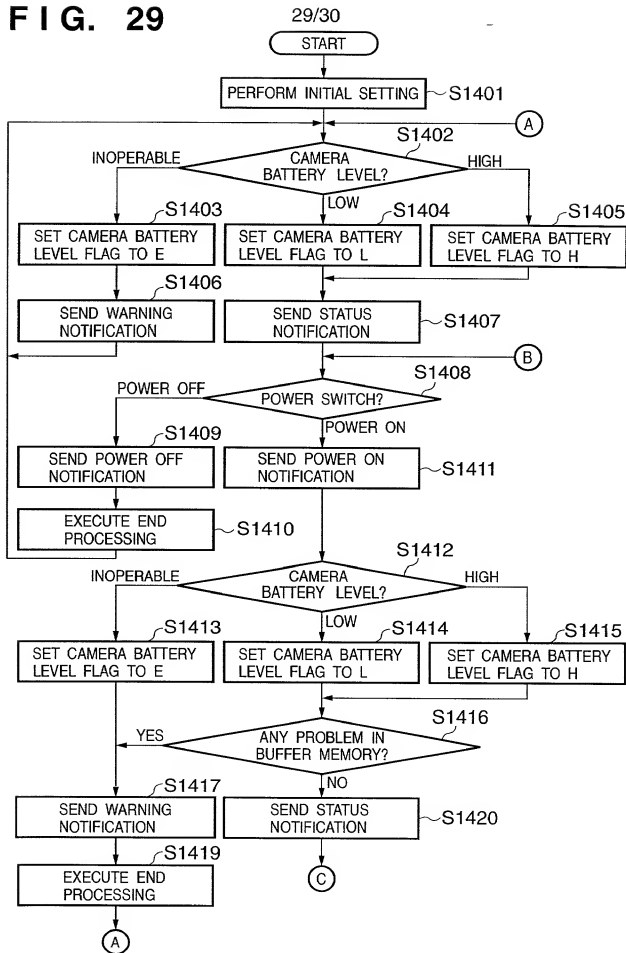 FIG. 29
29/30
START
PERFORM INITIAL SETTING
S1401
A
S1402
INOPERABLE
CAMERA
BATTERY LEVEL?
HIGH
LOW
S1403
S1404
S1405
SET CAMERA BATTERY
LEVEL FLAG TO E
SET CAMERA BATTERY
LEVEL FLAG TO L
SET CAMERA BATTERY
LEVEL FLAG TO H
S1406
SEND WARNING
NOTIFICATION
SEND STATUS
NOTIFICATION
S1407
B
S1408
POWER OFF
POWER SWITCH?
POWER ON
S1409
SEND POWER OFF
NOTIFICATION
SEND POWER ON
NOTIFICATION
S1411
EXECUTE END
PROCESSING
S1410
S1412
INOPERABLE
CAMERA
BATTERY LEVEL?
HIGH
LOW
S1413
S1414
S1415
SET CAMERA BATTERY
LEVEL FLAG TO E
SET CAMERA BATTERY
LEVEL FLAG TO L
SET CAMERA BATTERY
LEVEL FLAG TO H
S1416
YES
ANY PROBLEM IN
BUFFER MEMORY?
NO
S1417
SEND WARNING
NOTIFICATION
SEND STATUS
NOTIFICATION
S1420
S1419
EXECUTE END
PROCESSING
C
A